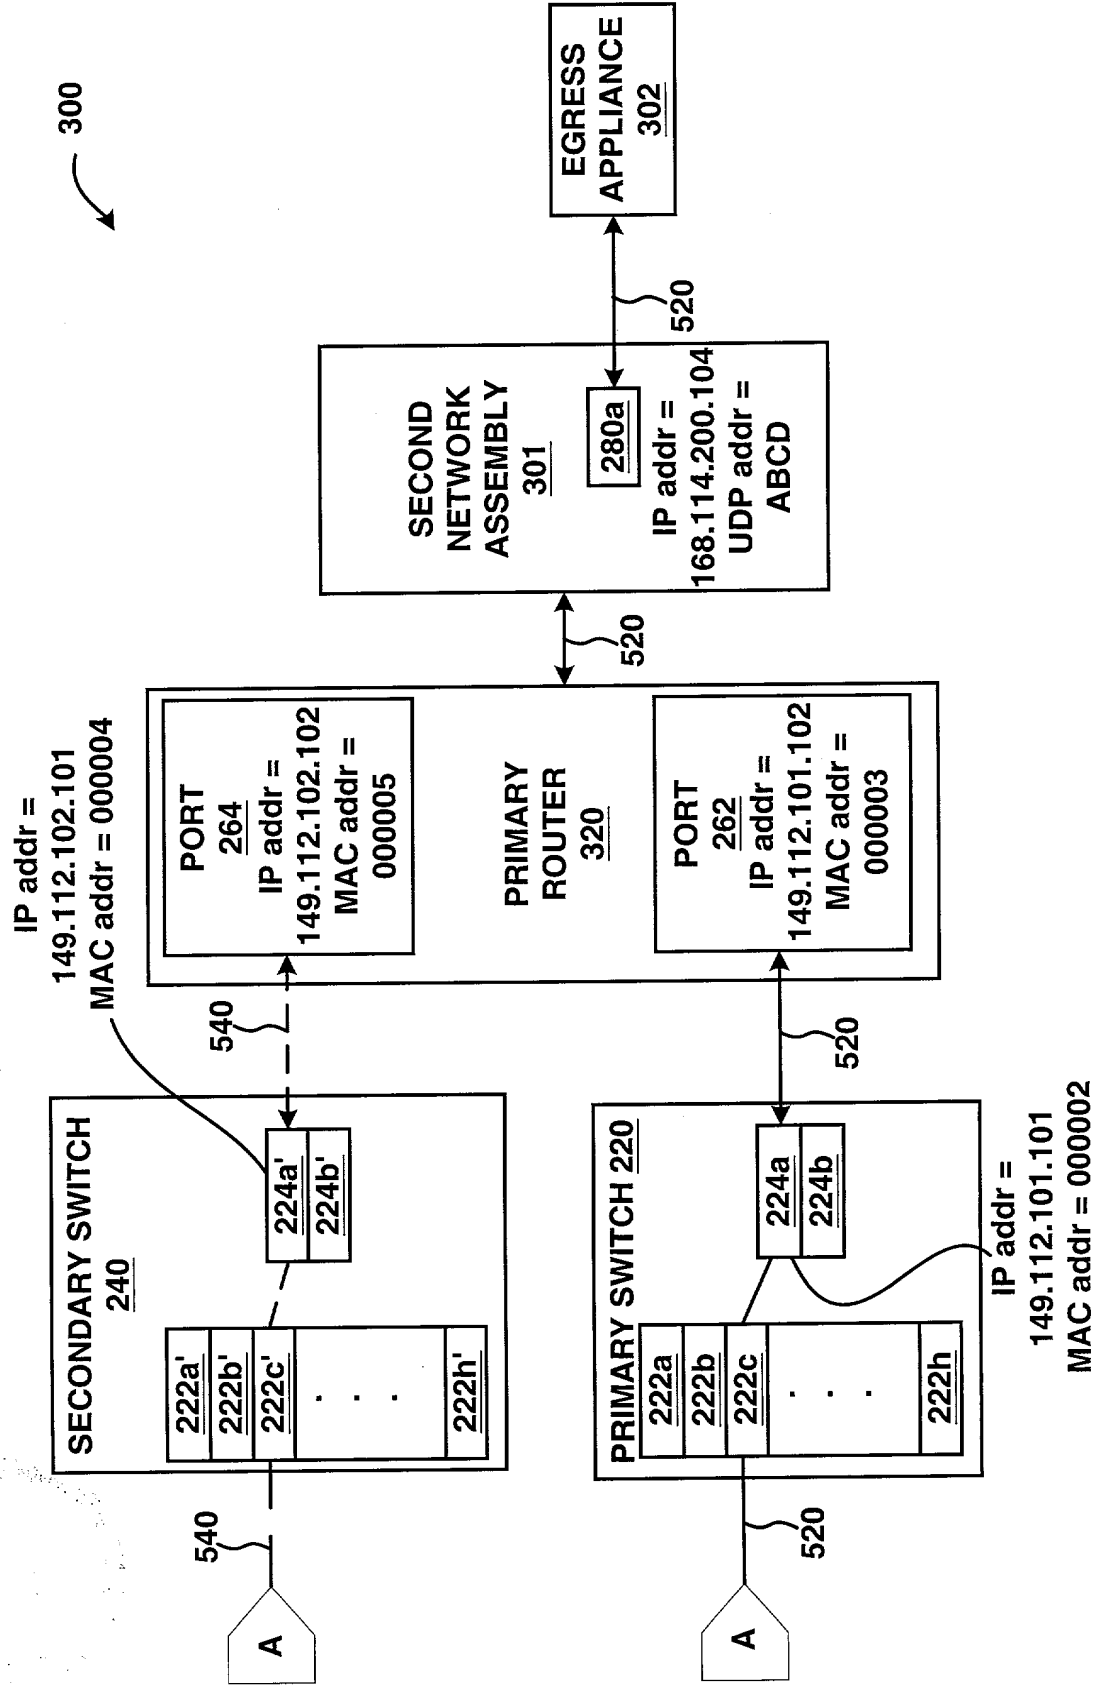 300
IP addr =
149.112.102.101
MAC addr = 000004
SECONDARY SWITCH
240
222a'
222b'
222c'
. . .
222h'
224a'
224b'
540
540
A
PORT
264
IP addr =
149.112.102.102
MAC addr =
000005
PRIMARY
ROUTER
320
PORT
262
IP addr =
149.112.101.102
MAC addr =
000003
520
SECOND
NETWORK
ASSEMBLY
301
280a
IP addr =
168.114.200.104
UDP addr =
ABCD
520
EGRESS
APPLIANCE
302
PRIMARY SWITCH 220
222a
222b
222c
. . .
222h
224a
224b
520
520
A
IP addr =
149.112.101.101
MAC addr = 000002